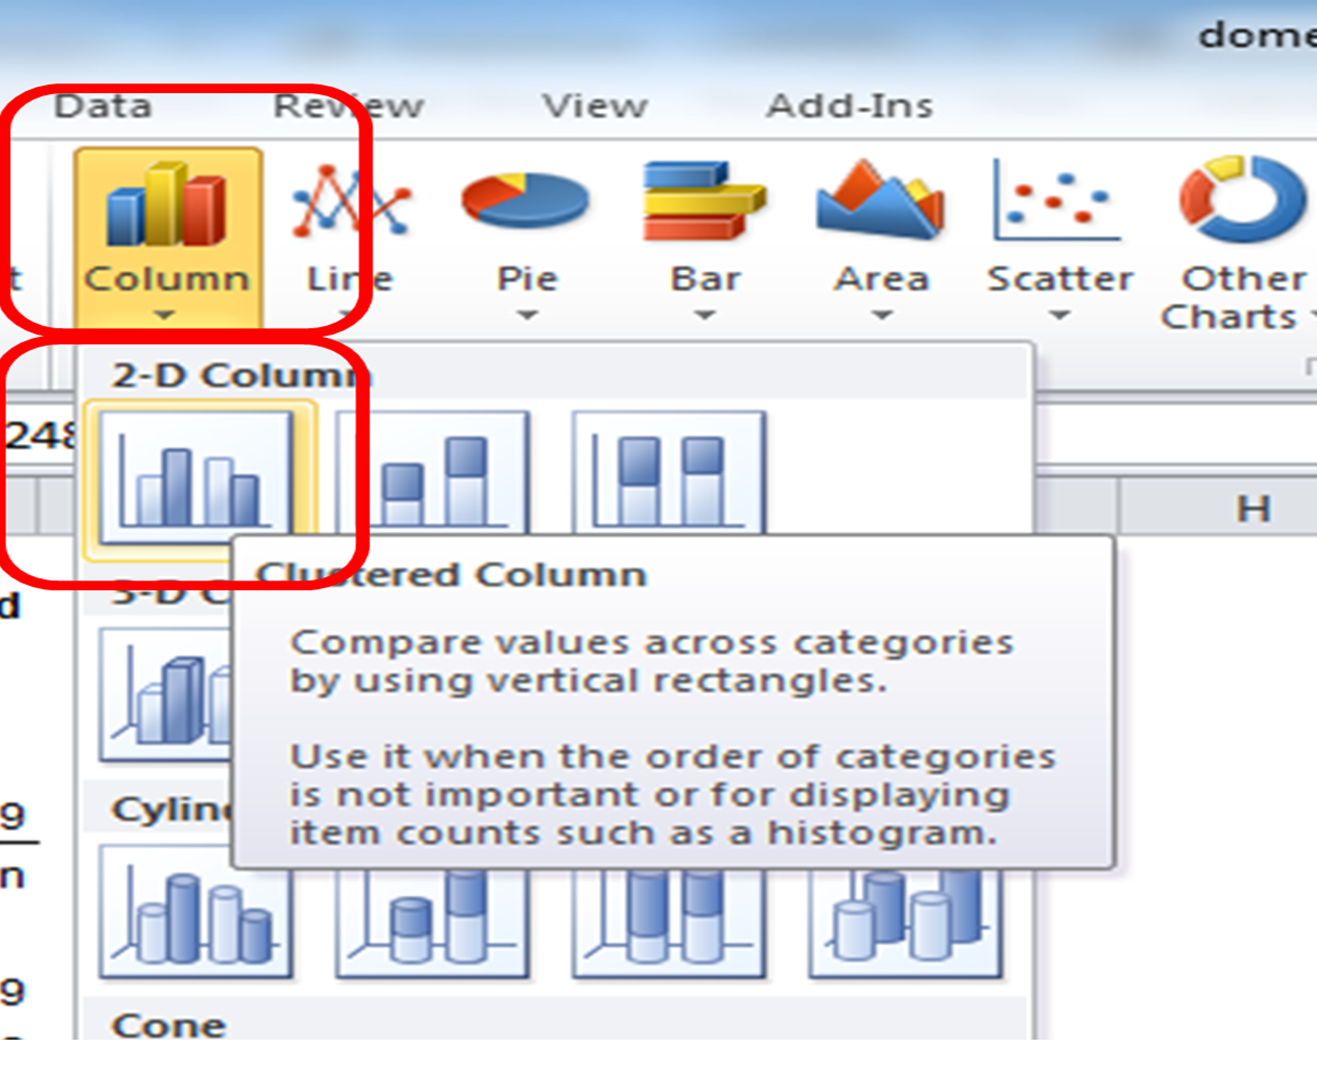 dome
Data Review View Add-Ins
t Column Line Pie Bar Area Scatter Other Charts
2-D Column
248
H
Clustered Column
d
3-D C
Compare values across categories
by using vertical rectangles.
Use it when the order of categories
is not important or for displaying
item counts such as a histogram.
Cylin
9
n
9
Cone